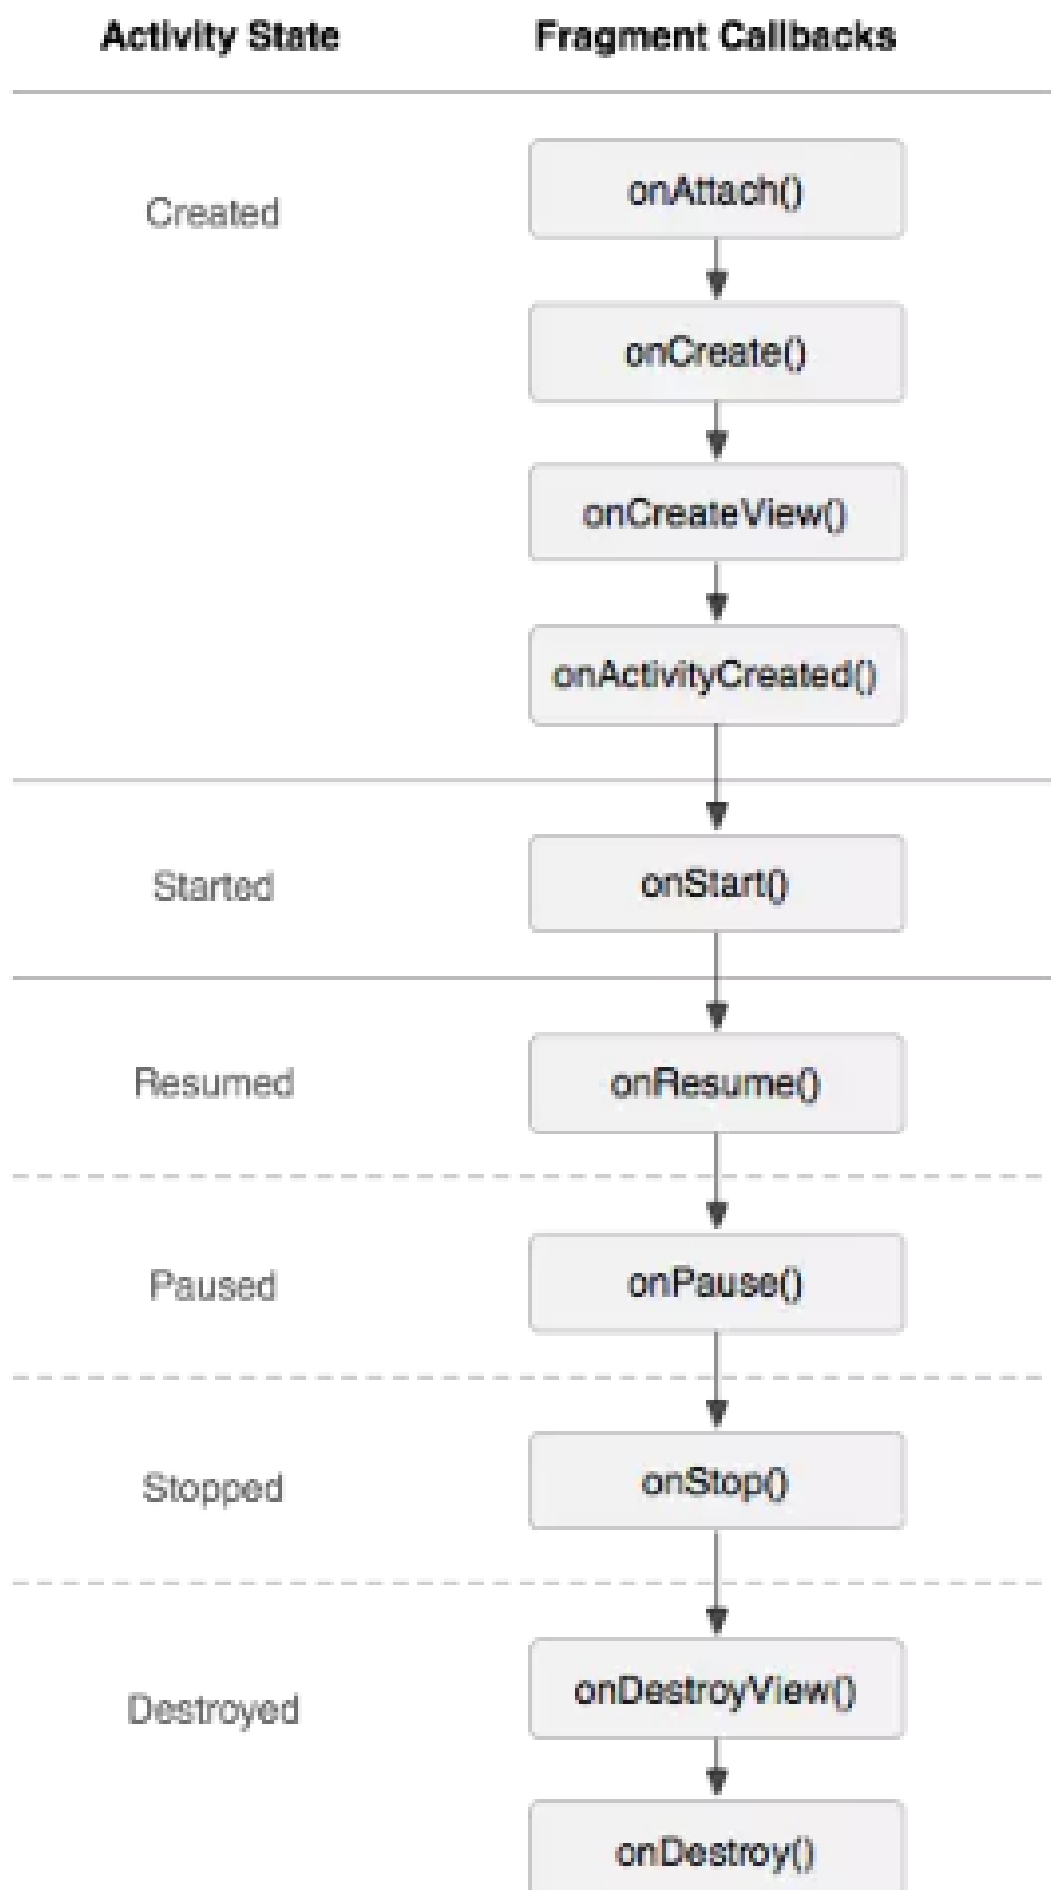 Activity State Fragment Callbacks
Created
onAttach()
onCreate()
onCreateView()
onActivityCreated()
Started
onStart()
Resumed
onResume()
Paused
onPause()
Stopped
onStop()
Destroyed
onDestroyView()
onDestroy()